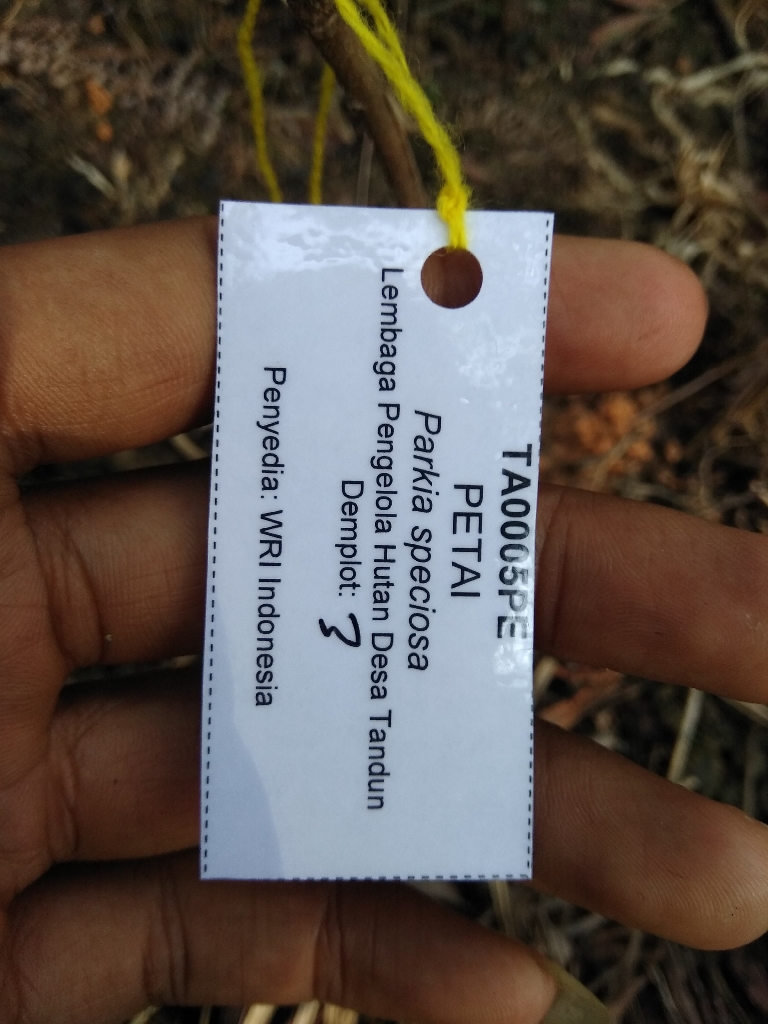 TA0005PE
PETAI
Parkia speciosa
Lembaga Pengelola Hutan Desa Tandun
Demplot: 3
Penyedia: WRI Indonesia